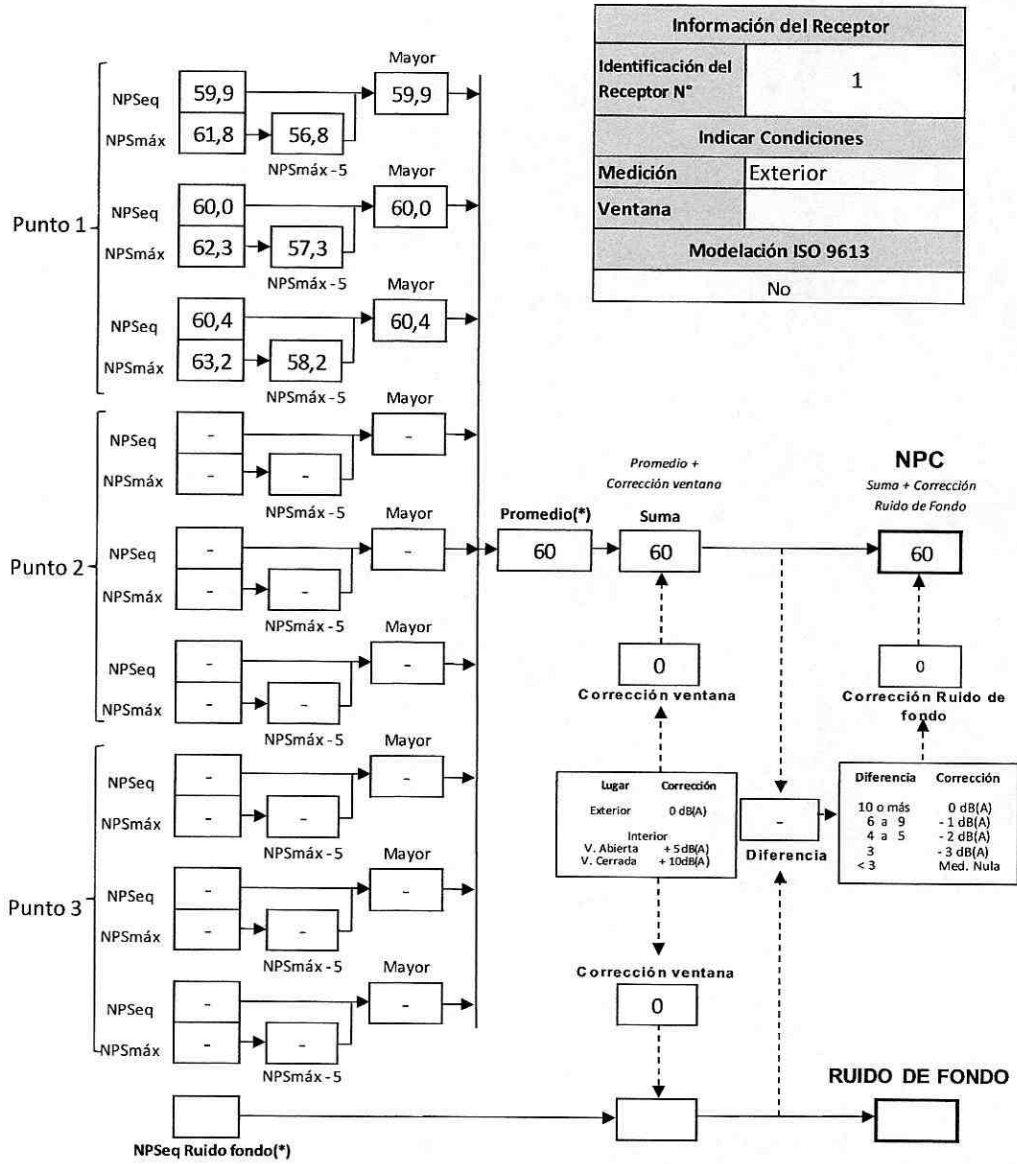 Información del Receptor
Identificación del Receptor N° 1
Indicar Condiciones
Medición Exterior
Ventana
Modelación ISO 9613
No
Punto 1
Mayor
NPSeq 59,9 59,9
NPSmáx 61,8 56,8
NPSmáx - 5
Mayor
NPSeq 60,0 60,0
NPSmáx 62,3 57,3
NPSmáx - 5
Mayor
NPSeq 60,4 60,4
NPSmáx 63,2 58,2
NPSmáx - 5
Punto 2
Mayor
NPSeq - -
NPSmáx - -
NPSmáx - 5
Mayor
NPSeq - -
NPSmáx - -
NPSmáx - 5
Mayor
NPSeq - -
NPSmáx - -
NPSmáx - 5
Punto 3
Mayor
NPSeq - -
NPSmáx - -
NPSmáx - 5
Mayor
NPSeq - -
NPSmáx - -
NPSmáx - 5
Mayor
NPSeq - -
NPSmáx - -
NPSmáx - 5
NPSeq Ruido fondo(*)
Promedio(*)
60
Promedio +
Corrección ventana
Suma
60
0
Corrección ventana
Lugar Corrección
Exterior 0 dB(A)
Interior
V. Abierta + 5dB(A)
V. Cerrada + 10dB(A)
Corrección ventana
0
-
Diferencia
NPC
Suma + Corrección
Ruido de Fondo
60
0
Corrección Ruido de
fondo
Diferencia Corrección
10 o más 0 dB(A)
6 a 9 - 1 dB(A)
4 a 5 - 2 dB(A)
3 - 3 dB(A)
< 3 Med. Nula
RUIDO DE FONDO